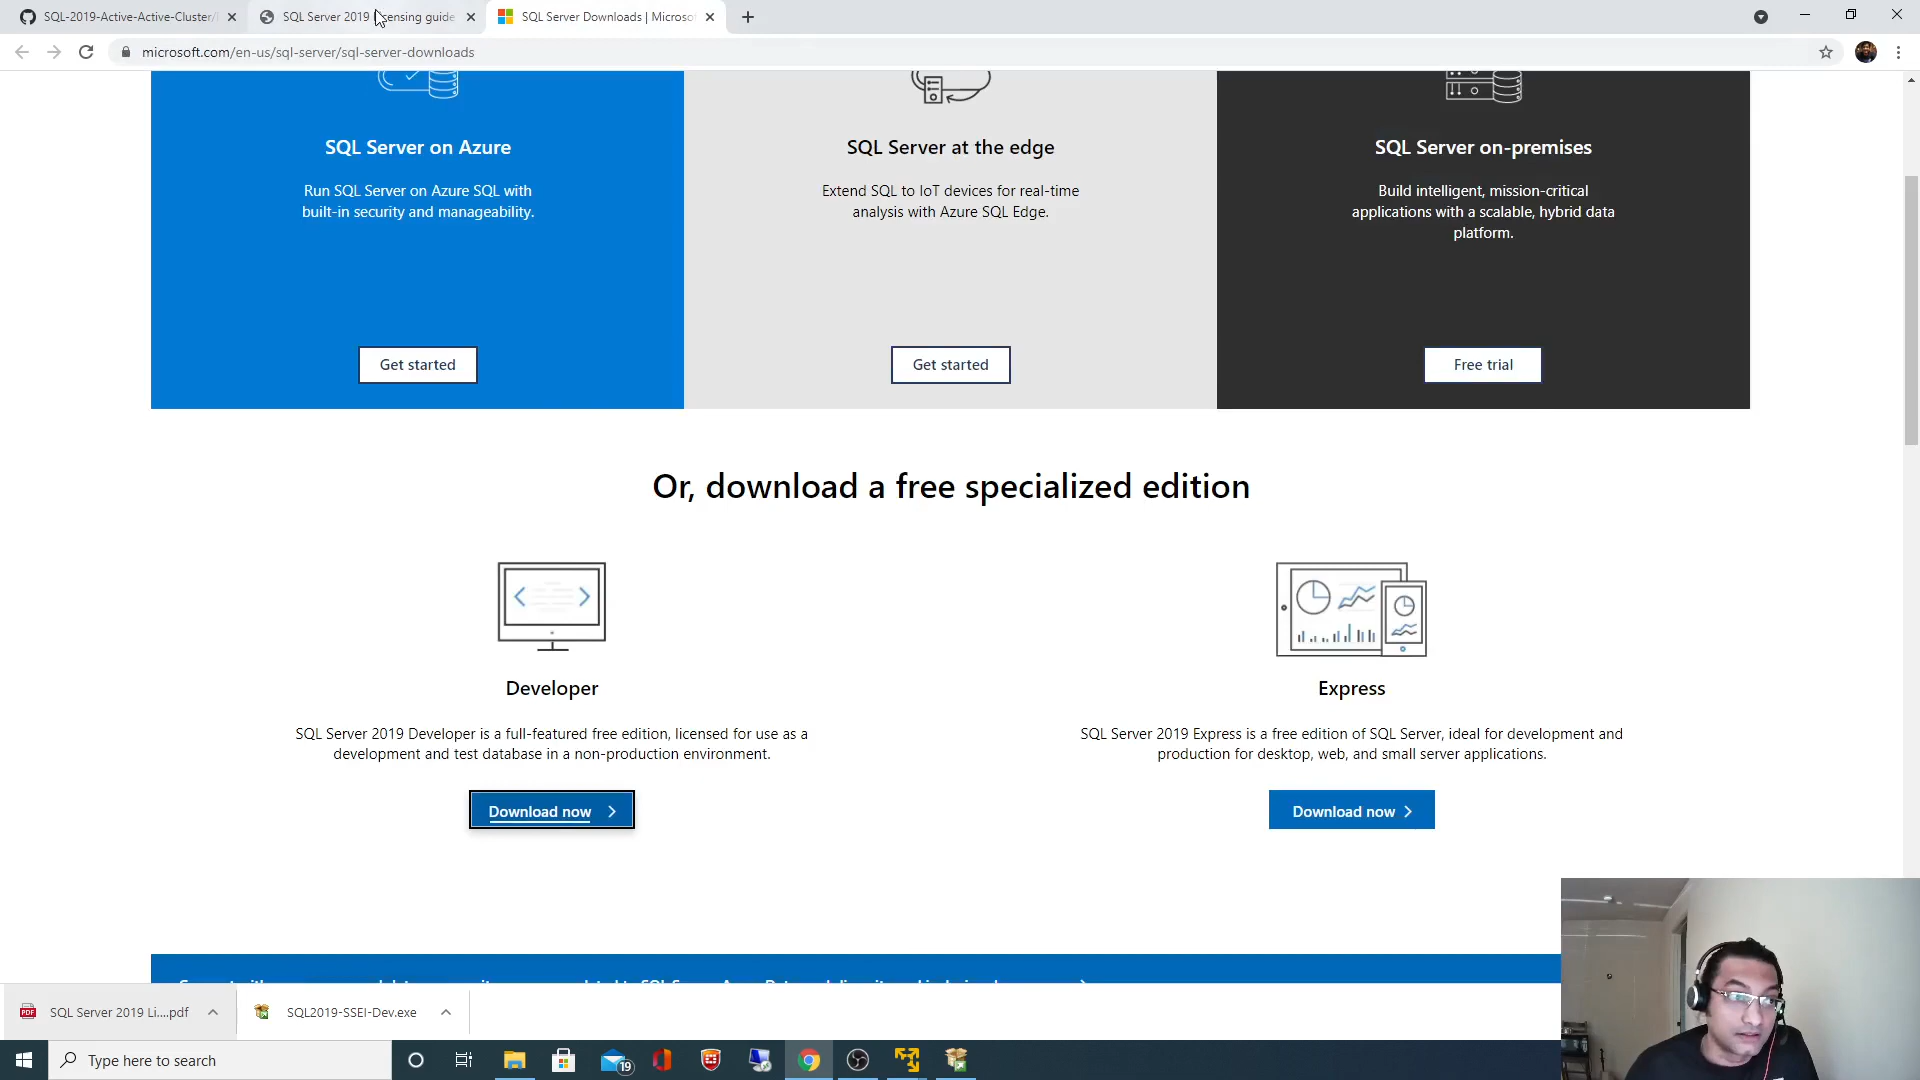 SQL-2019-Active-Active-Cluster/
SQL Server 2019 Licensing guide
SQL Server Downloads | Microso
microsoft.com/en-us/sql-server/sql-server-downloads
SQL Server on Azure
Run SQL Server on Azure SQL with
built-in security and manageability.
Get started
SQL Server at the edge
Extend SQL to IoT devices for real-time
analysis with Azure SQL Edge.
Get started
SQL Server on-premises
Build intelligent, mission-critical
applications with a scalable, hybrid data
platform.
Free trial
Or, download a free specialized edition
Developer
SQL Server 2019 Developer is a full-featured free edition, licensed for use as a
development and test database in a non-production environment.
Download now
Express
SQL Server 2019 Express is a free edition of SQL Server, ideal for development and
production for desktop, web, and small server applications.
Download now
SQL Server 2019 Li....pdf
SQL2019-SSEI-Dev.exe
Type here to search
19